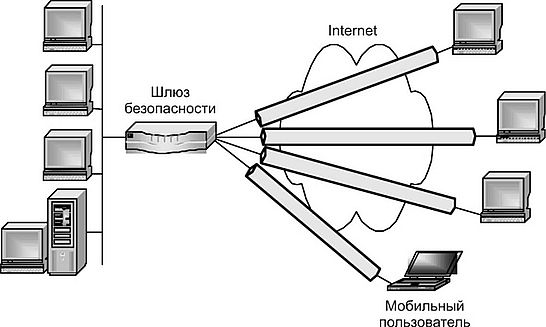 Internet
Шлюз
безопасности
Мобильный
пользователь